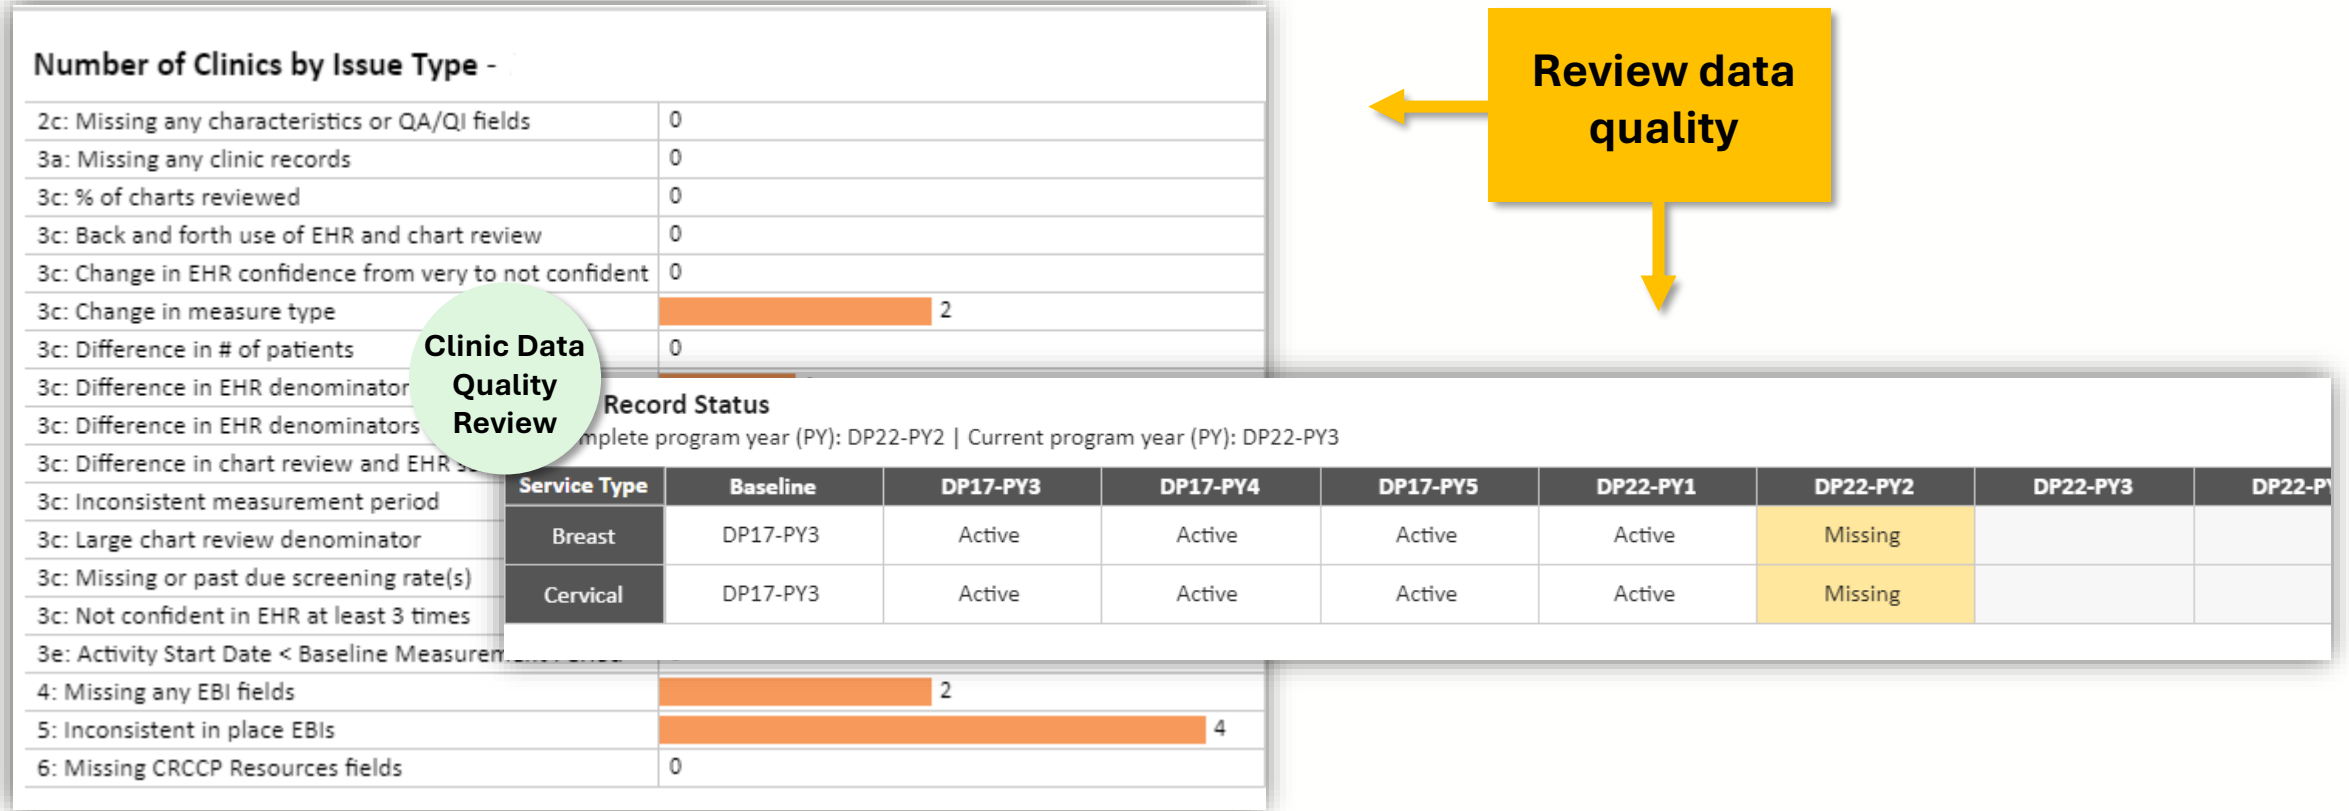 Number of Clinics by Issue Type -
2c: Missing any characteristics or QA/QI fields 0
3a: Missing any clinic records 0
3c: % of charts reviewed 0
3c: Back and forth use of EHR and chart review 0
3c: Change in EHR confidence from very to not confident 0
3c: Change in measure type 2
3c: Difference in # of patients 0
3c: Difference in EHR denominator
3c: Difference in EHR denominators
3c: Difference in chart review and EHR
3c: Inconsistent measurement period
3c: Large chart review denominator
3c: Missing or past due screening rate(s)
3c: Not confident in EHR at least 3 times
3e: Activity Start Date < Baseline
4: Missing any EBI fields 2
5: Inconsistent in place EBIs 4
6: Missing CRCCP Resources fields 0
Clinic Data
Quality
Review
Review data
quality
Record Status
program year (PY): DP22-PY2 | Current program year (PY): DP22-PY3
Service Type Baseline DP17-PY3 DP17-PY4 DP17-PY5 DP22-PY1 DP22-PY2 DP22-PY3
Breast DP17-PY3 Active Active Active Active Missing
Cervical DP17-PY3 Active Active Active Active Missing